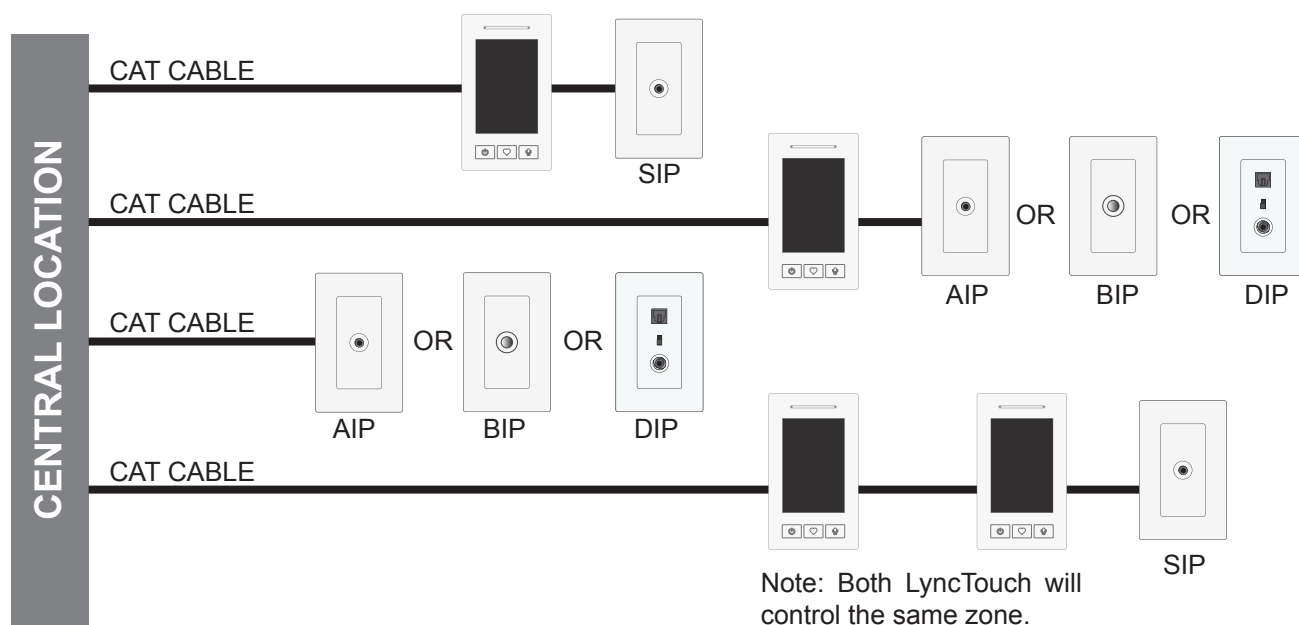 CENTRAL LOCATION
CAT CABLE
SIP
CAT CABLE
OR
OR
AIP
BIP
DIP
CAT CABLE
OR
OR
AIP
BIP
DIP
CAT CABLE
SIP
Note: Both LyncTouch will
control the same zone.